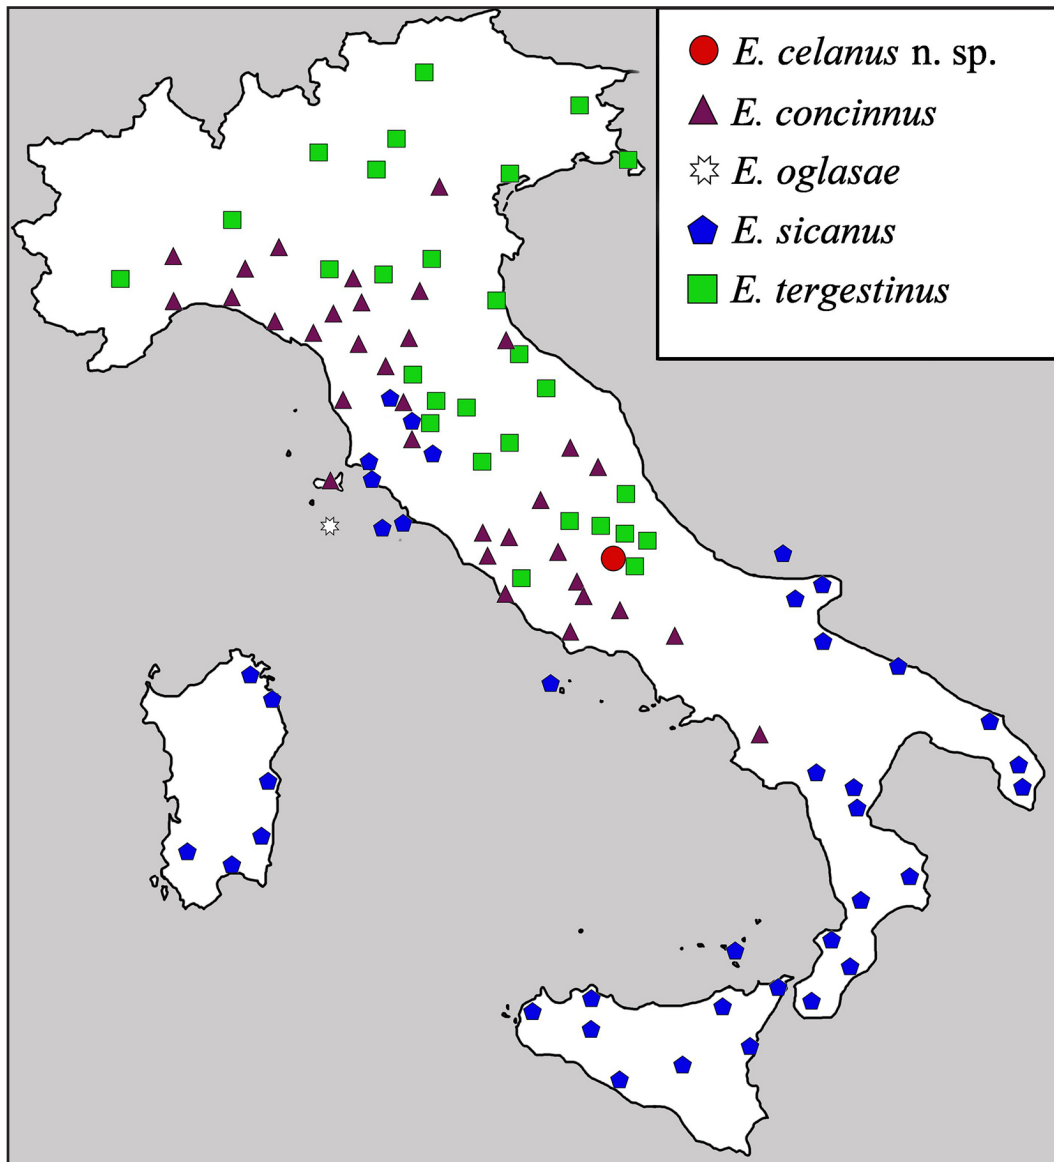 E. celanus n. sp.
E. concinnus
E. oglasae
E. sicanus
E. tergestinus